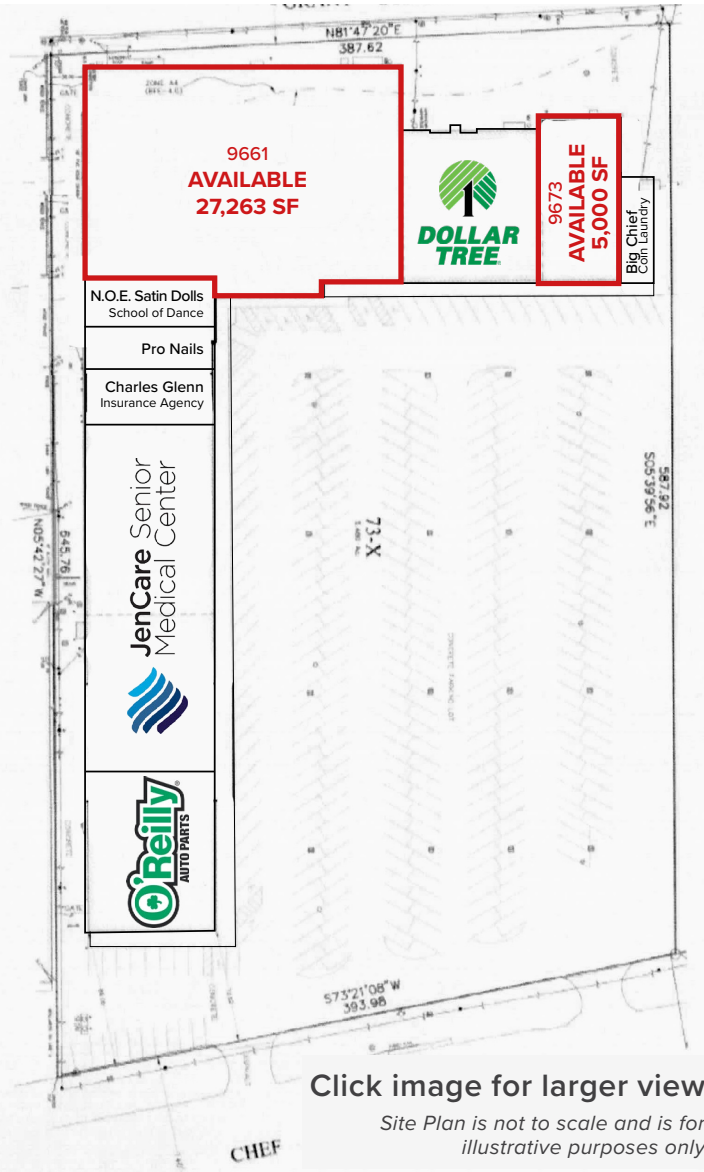 N81°47'20"E
387.62
9661
AVAILABLE
27,263 SF
DOLLAR
TREE
9673
AVAILABLE
5,000 SF
Big Chief
Coin Laundry
N.O.E. Satin Dolls
School of Dance
Pro Nails
Charles Glenn
Insurance Agency
JenCare Senior
Medical Center
O'Reilly
AUTO PARTS
73-X
CONCRETE PARKING LOT
587.92
S05°39'56"E
645.76
N05°42'27"W
S73°21'08"W
393.98
CHEF
Click image for larger view
Site Plan is not to scale and is for
illustrative purposes only